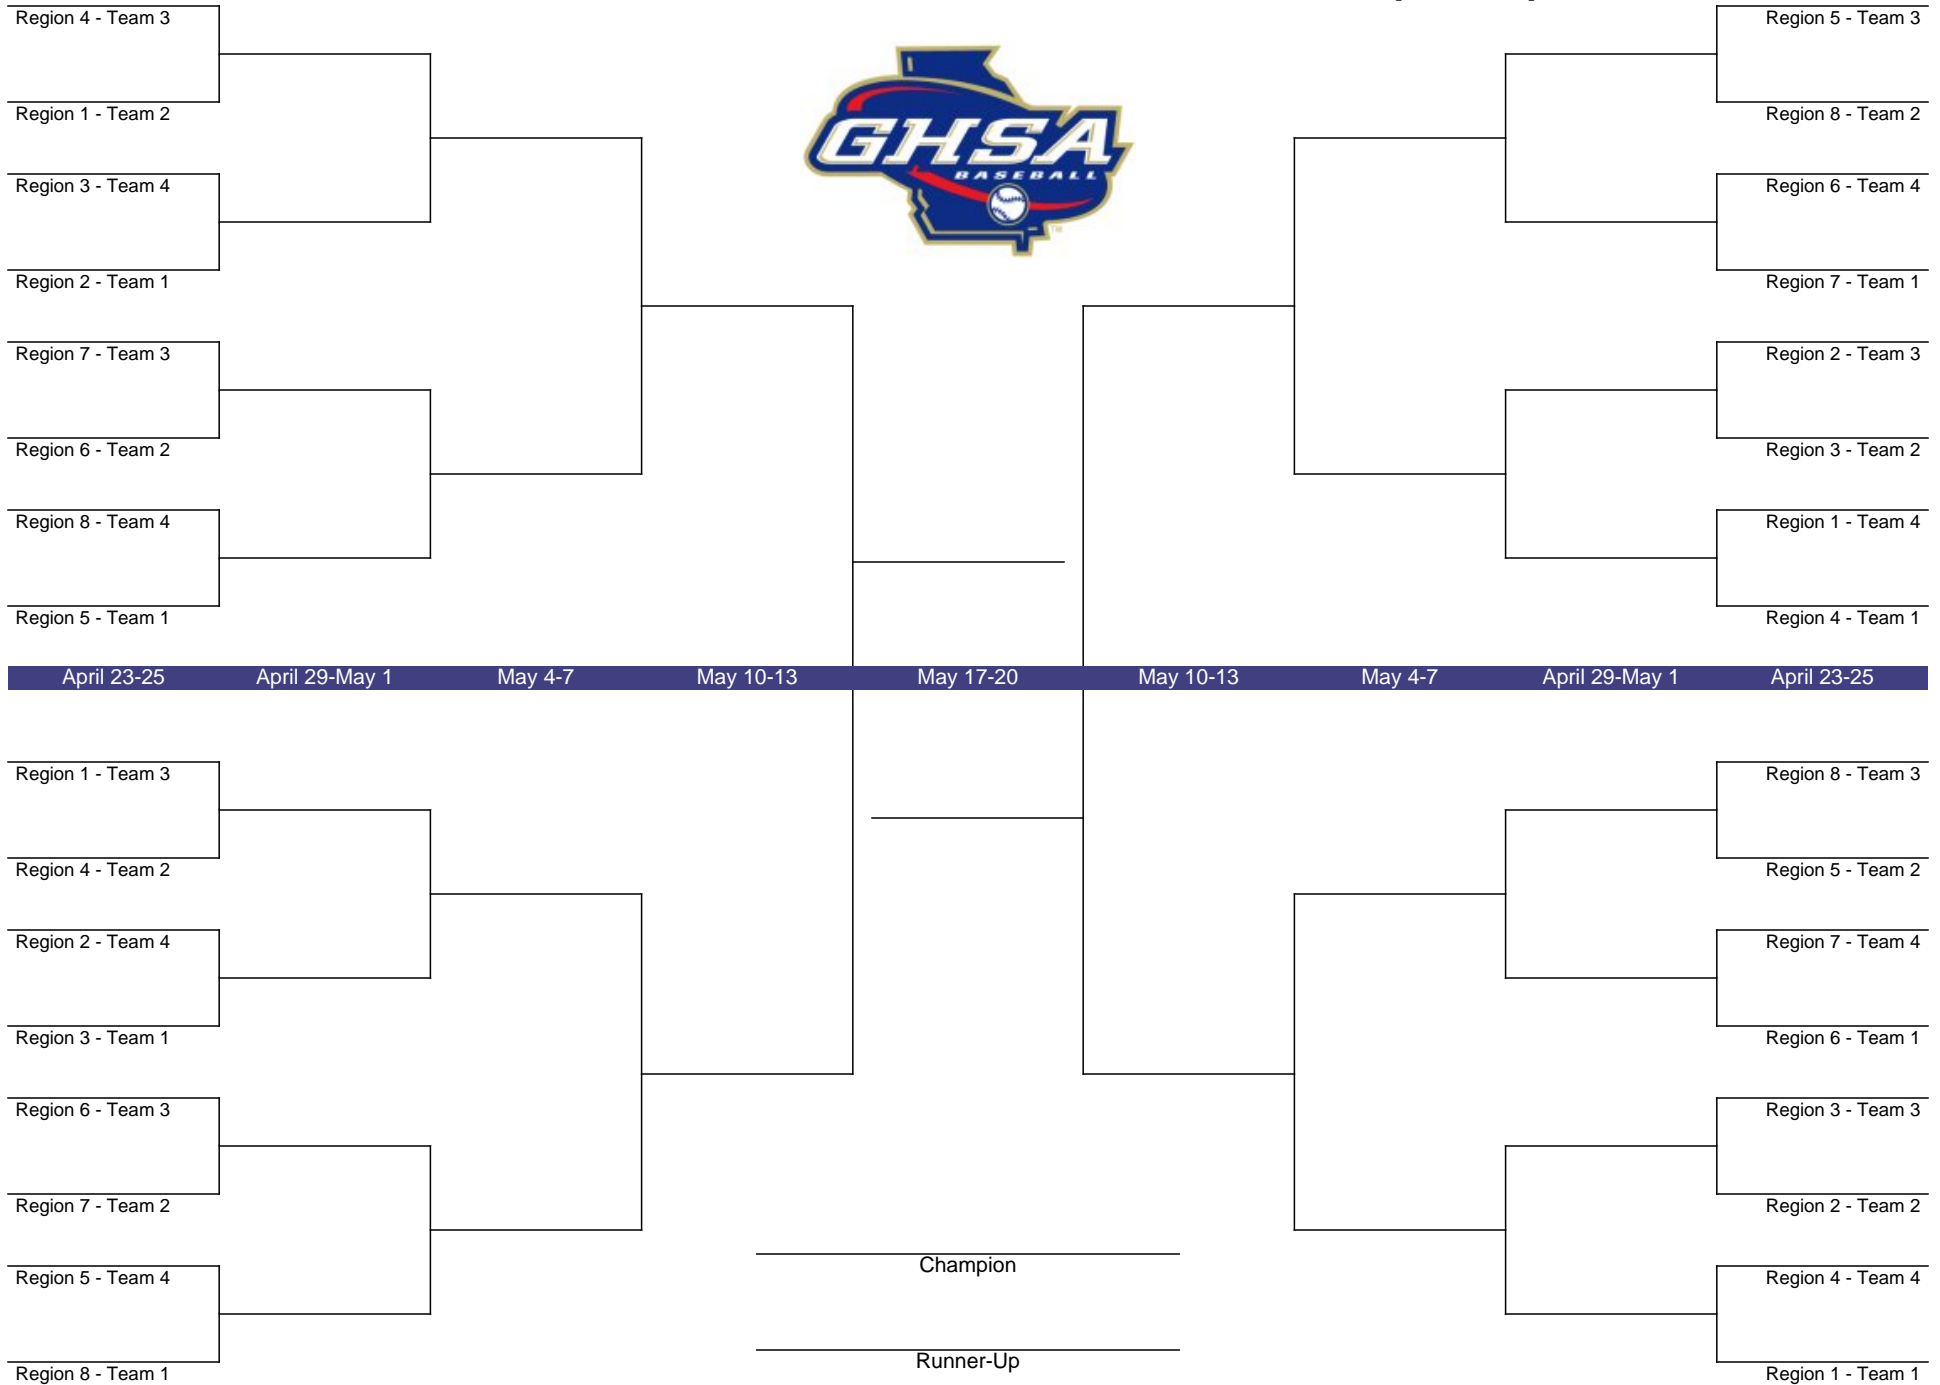 Region 4 - Team 3
Region 1 - Team 2
Region 3 - Team 4
Region 2 - Team 1
Region 7 - Team 3
Region 6 - Team 2
Region 8 - Team 4
Region 5 - Team 1
GHSA
BASEBALL
TM
Region 5 - Team 3
Region 8 - Team 2
Region 6 - Team 4
Region 7 - Team 1
Region 2 - Team 3
Region 3 - Team 2
Region 1 - Team 4
Region 4 - Team 1
April 23-25 April 29-May 1 May 4-7 May 10-13 May 17-20 May 10-13 May 4-7 April 29-May 1 April 23-25
Region 1 - Team 3
Region 4 - Team 2
Region 2 - Team 4
Region 3 - Team 1
Region 6 - Team 3
Region 7 - Team 2
Region 5 - Team 4
Region 8 - Team 1
Champion
Runner-Up
Region 8 - Team 3
Region 5 - Team 2
Region 7 - Team 4
Region 6 - Team 1
Region 3 - Team 3
Region 2 - Team 2
Region 4 - Team 4
Region 1 - Team 1